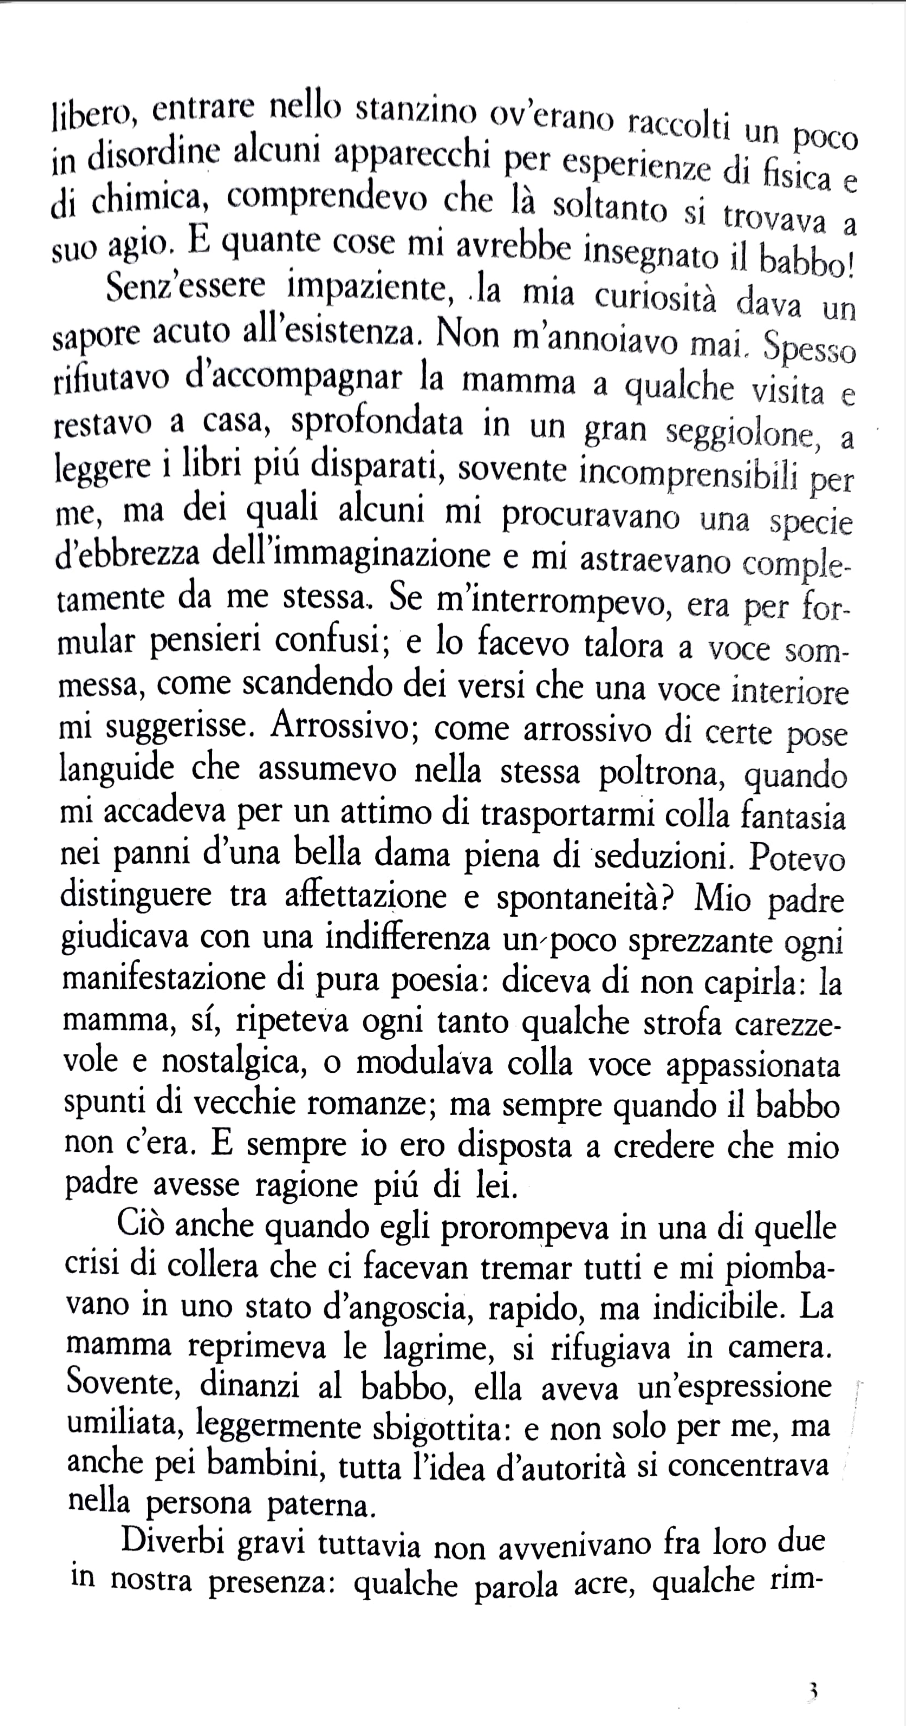 libero, entrare nello stanzino ov'erano raccolti un poco
in disordine alcuni apparecchi per esperienze di fisica e
di chimica, comprendevo che là soltanto si trovava a
suo agio. E quante cose mi avrebbe insegnato il babbo!
Senz'essere impaziente, la mia curiosità dava un
sapore acuto all'esistenza. Non m'annoiavo mai. Spesso
rifiutavo d'accompagnar la mamma a qualche visita e
restavo a casa, sprofondata in un gran seggiolone, a
leggere i libri piú disparati, sovente incomprensibili per
me, ma dei quali alcuni mi procuravano una specie
d'ebbrezza dell'immaginazione e mi astraevano comple-
tamente da me stessa. Se m'interrompevo, era per for-
mular pensieri confusi; e lo facevo talora a voce som-
messa, come scandendo dei versi che una voce interiore
mi suggerisse. Arrossivo; come arrossivo di certe pose
languide che assumevo nella stessa poltrona, quando
mi accadeva per un attimo di trasportarmi colla fantasia
nei panni d'una bella dama piena di seduzioni. Potevo
distinguere tra affettazione e spontaneità? Mio padre
giudicava con una indifferenza un poco sprezzante ogni
manifestazione di pura poesia: diceva di non capirla: la
mamma, sí, ripeteva ogni tanto qualche strofa carezze-
vole e nostalgica, o modulava colla voce appassionata
spunti di vecchie romanze; ma sempre quando il babbo
non c'era. E sempre io ero disposta a credere che mio
padre avesse ragione piú di lei.
Ciò anche quando egli prorompeva in una di quelle
crisi di collera che ci facevan tremar tutti e mi piomba-
vano in uno stato d'angoscia, rapido, ma indicibile. La
mamma reprimeva le lagrime, si rifugiava in camera.
Sovente, dinanzi al babbo, ella aveva un'espressione
umiliata, leggermente sbigottita: e non solo per me, ma
anche pei bambini, tutta l'idea d'autorità si concentrava
nella persona paterna.
Diverbi gravi tuttavia non avvenivano fra loro due
in nostra presenza: qualche parola acre, qualche rim-
3